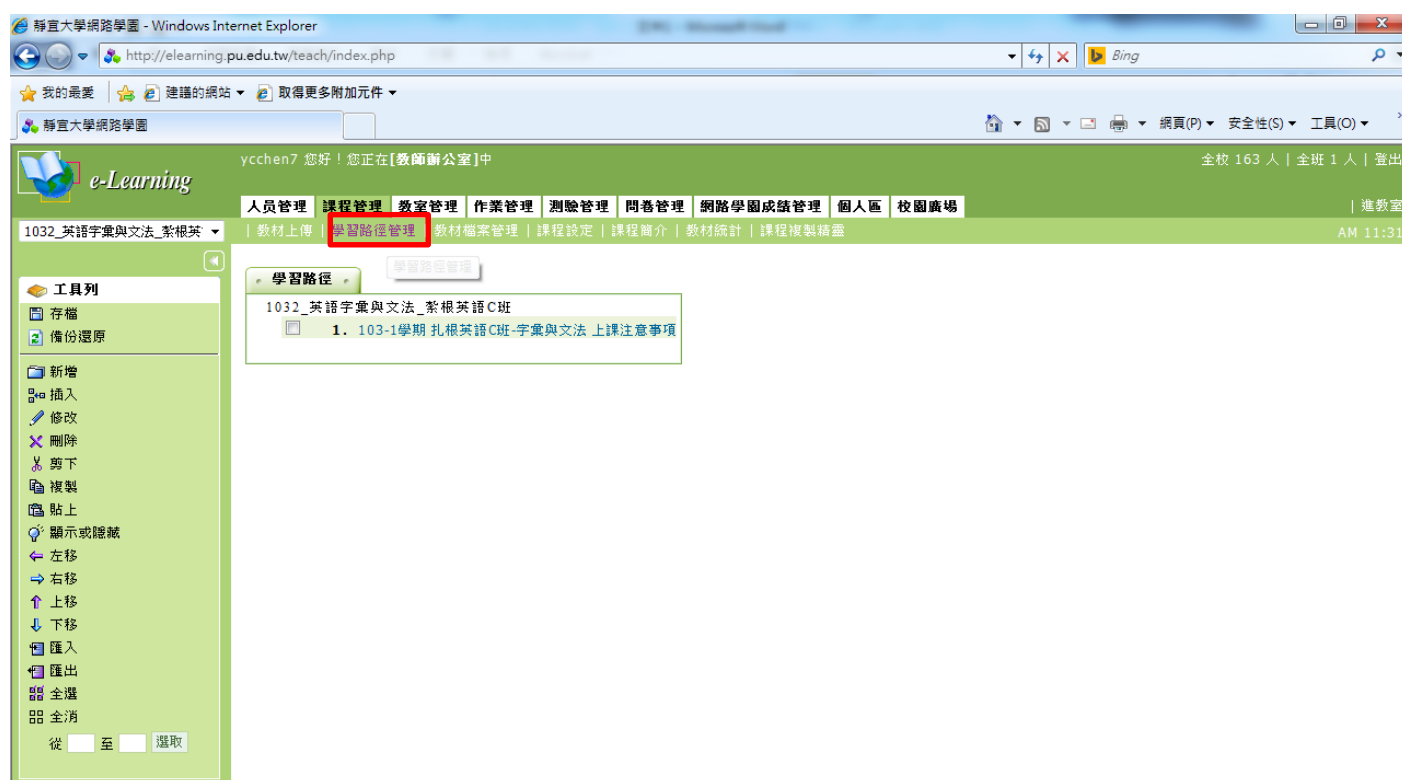 靜宜大學網路學園 - Windows Internet Explorer
http://elearning.pu.edu.tw/teach/index.php
Bing
我的最愛 建議的網站 取得更多附加元件
靜宜大學網路學園
網頁(P) 安全性(S) 工具(O)
e-Learning
ycchen7 您好！您正在[教師辦公室]中
全校 163 人 | 全班 1 人 | 登出
人員管理 課程管理 教室管理 作業管理 測驗管理 問卷管理 網路學園成績管理 個人區 校園廣場
| 進教室
1032_英語字彙與文法_紮根英
| 教材上傳 | 學習路徑管理 | 教材檔案管理 | 課程設定 | 課程簡介 | 教材統計 | 課程複製精靈
AM 11:31
學習路徑管理
學習路徑
1032_英語字彙與文法_紮根英語C班
1. 103-1學期 扎根英語C班-字彙與文法 上課注意事項
工具列
存檔
備份還原
新增
插入
修改
刪除
剪下
複製
貼上
顯示或隱藏
左移
右移
上移
下移
匯入
匯出
全選
全消
從 至 選取